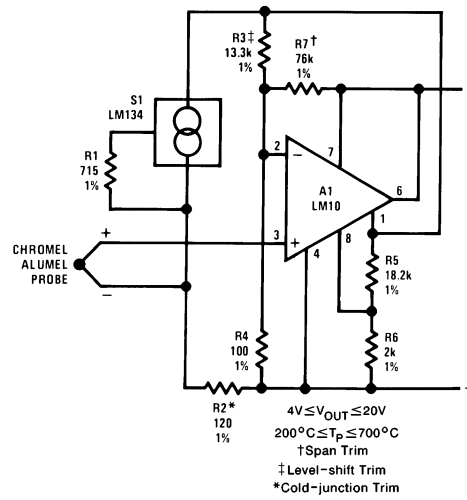 R3‡
13.3k
1%
R7†
76k
1%
S1
LM134
R1
715
1%
2
−
7
A1
LM10
6
1
3
+
4
8
+
CHROMEL
ALUMEL
PROBE
−
R5
18.2k
1%
R4
100
1%
R6
2k
1%
R2*
120
1%
4V≤VOUT≤20V
200°C≤TP≤700°C
†Span Trim
‡Level-shift Trim
*Cold-junction Trim